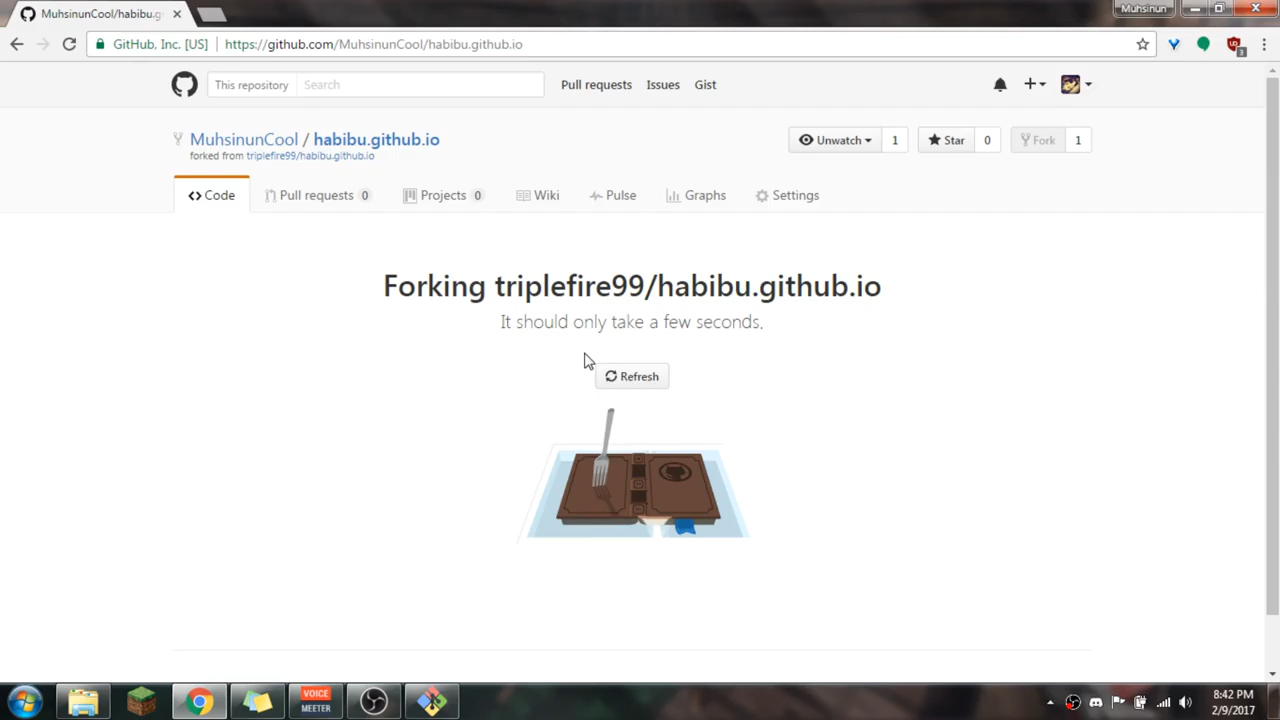 MuhsinunCool/habibu.g
Muhsinun
GitHub, Inc. [US] https://github.com/MuhsinunCool/habibu.github.io
3
This repository Search Pull requests Issues Gist
MuhsinunCool / habibu.github.io
forked from triplefire99/habibu.github.io
Unwatch 1 Star 0 Fork 1
Code Pull requests 0 Projects 0 Wiki Pulse Graphs Settings
Forking triplefire99/habibu.github.io
It should only take a few seconds.
Refresh
VOICE
MEETER
8:42 PM
2/9/2017